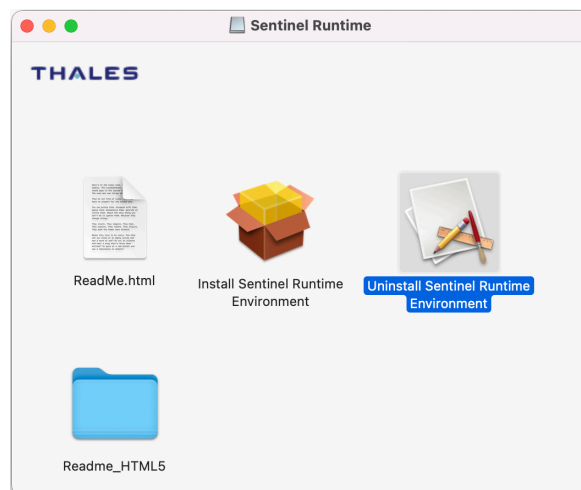 Sentinel Runtime
THALES
ReadMe.html
Install Sentinel Runtime
Environment
Uninstall Sentinel Runtime
Environment
Readme_HTML5